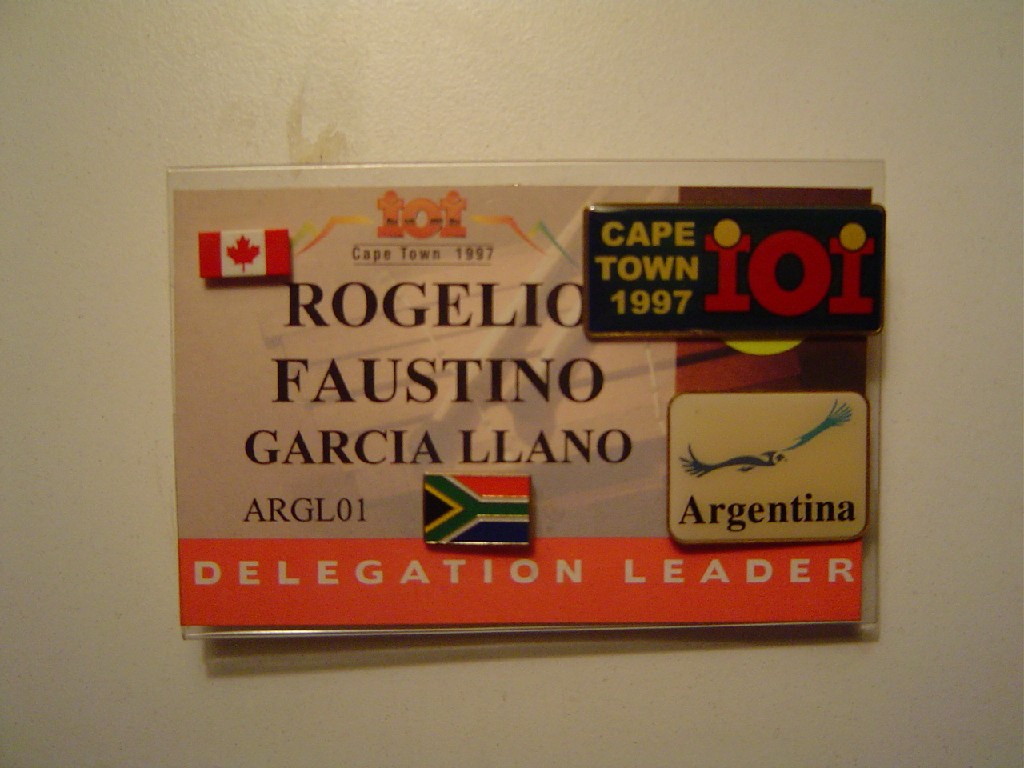 ioi
Cape Town 1997
CAPE
TOWN
1997
ioi
ROGELIO
FAUSTINO
GARCIA LLANO
ARGL01
Argentina
DELEGATION LEADER